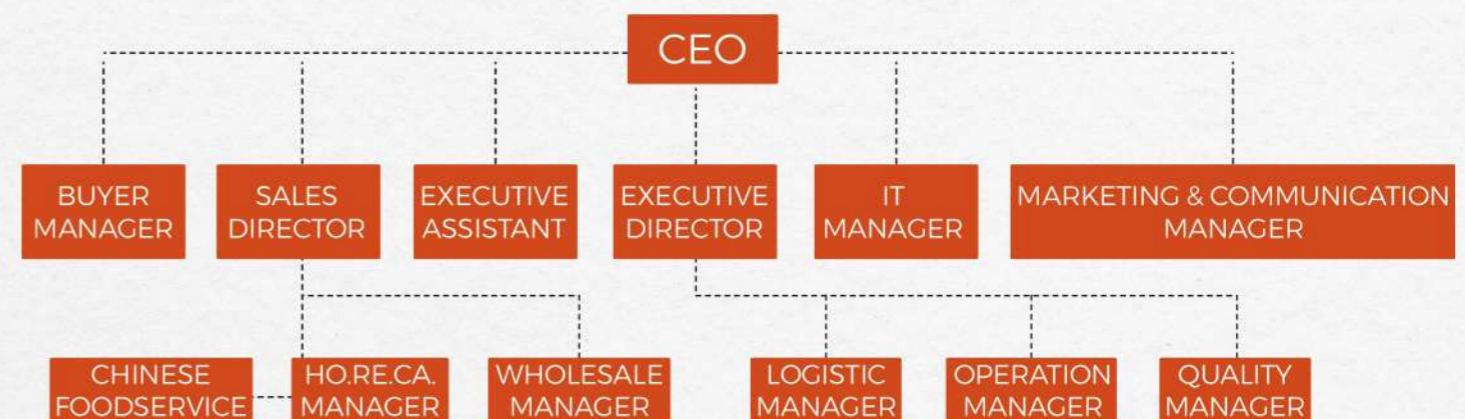 CEO
BUYER
MANAGER
SALES
DIRECTOR
EXECUTIVE
ASSISTANT
EXECUTIVE
DIRECTOR
IT
MANAGER
MARKETING & COMMUNICATION
MANAGER
CHINESE
FOODSERVICE
HO.RE.CA.
MANAGER
WHOLESALE
MANAGER
LOGISTIC
MANAGER
OPERATION
MANAGER
QUALITY
MANAGER